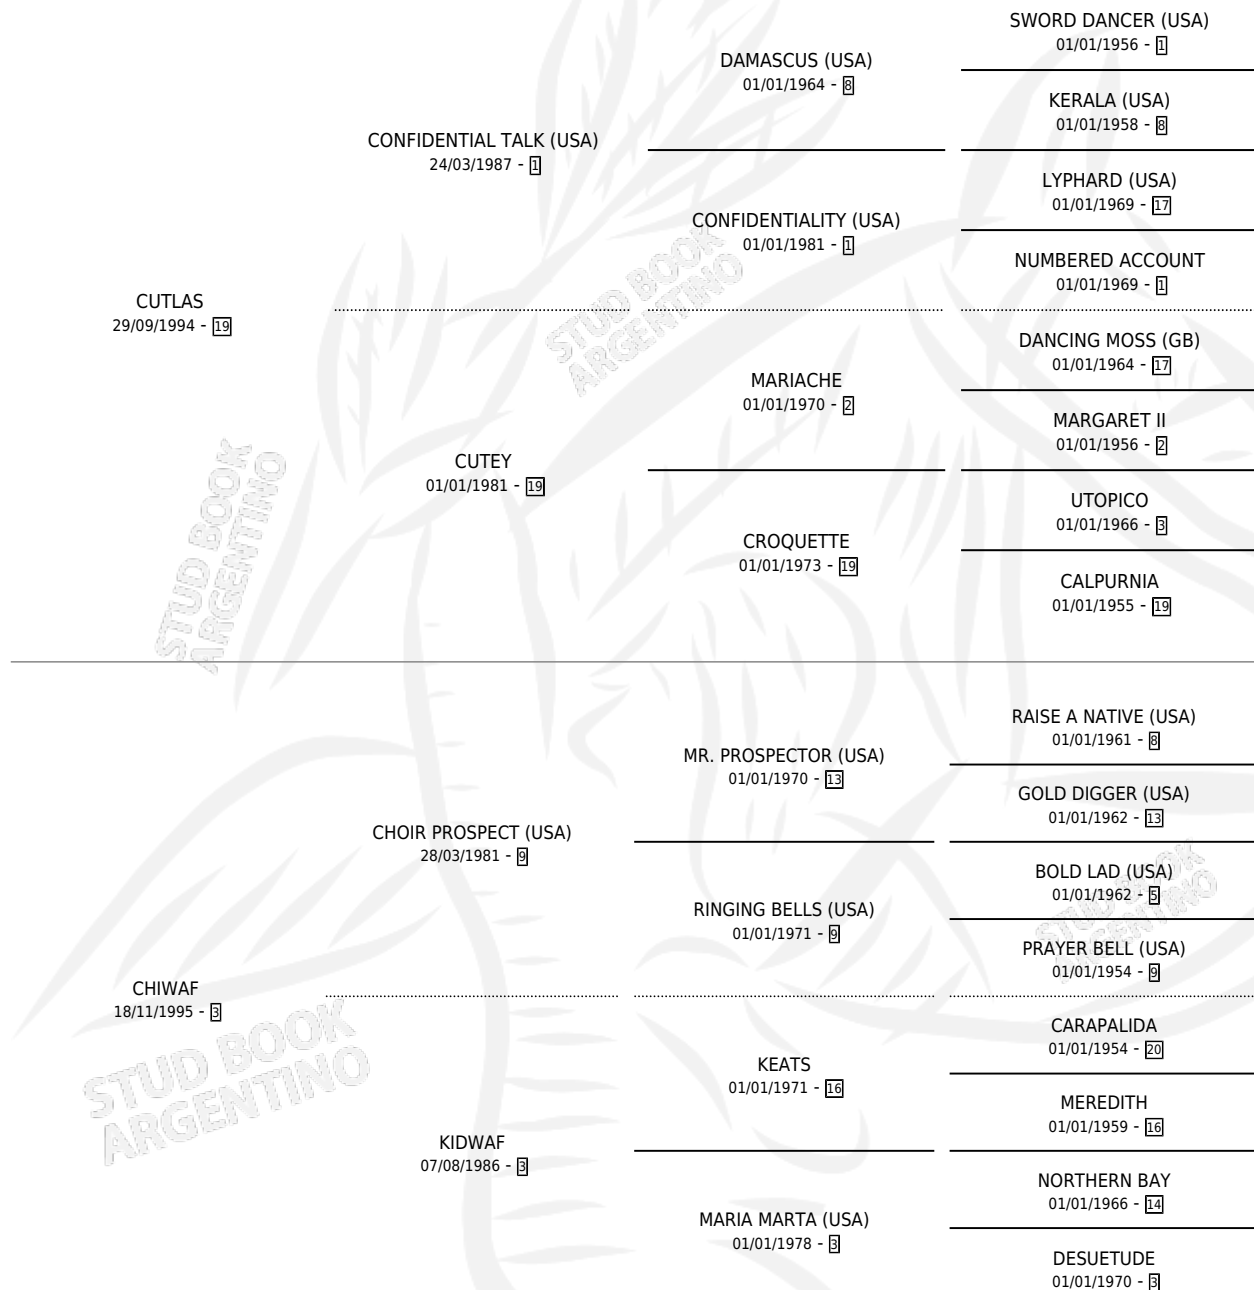 SWORD DANCER (USA)
01/01/1956 - 1
DAMASCUS (USA)
01/01/1964 - 8
KERALA (USA)
01/01/1958 - 8
CONFIDENTIAL TALK (USA)
24/03/1987 - 1
LYPHARD (USA)
01/01/1969 - 17
CONFIDENTIALITY (USA)
01/01/1981 - 1
NUMBERED ACCOUNT
01/01/1969 - 1
CUTLAS
29/09/1994 - 19
STUD BOOK
ARGENTINO
DANCING MOSS (GB)
01/01/1964 - 17
MARIACHE
01/01/1970 - 2
MARGARET II
01/01/1956 - 2
CUTEY
01/01/1981 - 19
UTOPICO
01/01/1966 - 3
CROQUETTE
01/01/1973 - 19
CALPURNIA
01/01/1955 - 19
STUD BOOK
ARGENTINO
RAISE A NATIVE (USA)
01/01/1961 - 8
MR. PROSPECTOR (USA)
01/01/1970 - 13
GOLD DIGGER (USA)
01/01/1962 - 13
CHOIR PROSPECT (USA)
28/03/1981 - 9
BOLD LAD (USA)
01/01/1962 - 5
RINGING BELLS (USA)
01/01/1971 - 9
STUD BOOK
ARGENTINO
PRAYER BELL (USA)
01/01/1954 - 9
CHIWAF
18/11/1995 - 3
STUD BOOK
ARGENTINO
CARAPALIDA
01/01/1954 - 20
KEATS
01/01/1971 - 16
MEREDITH
01/01/1959 - 16
KIDWAF
07/08/1986 - 3
NORTHERN BAY
01/01/1966 - 14
MARIA MARTA (USA)
01/01/1978 - 3
DESUETUDE
01/01/1970 - 3